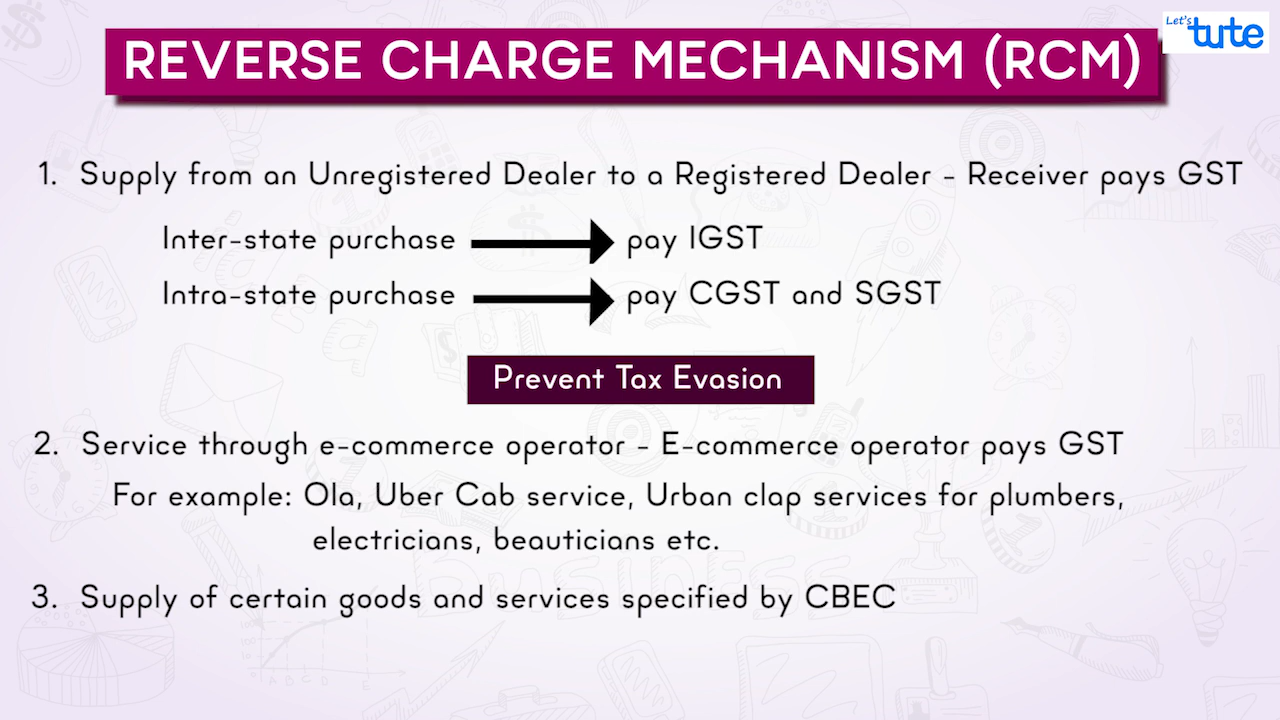 Let's tute
REVERSE CHARGE MECHANISM (RCM)
1. Supply from an Unregistered Dealer to a Registered Dealer - Receiver pays GST
Inter-state purchase pay IGST
Intra-state purchase pay CGST and SGST
Prevent Tax Evasion
2. Service through e-commerce operator - E-commerce operator pays GST
For example: Ola, Uber Cab service, Urban clap services for plumbers,
electricians, beauticians etc.
3. Supply of certain goods and services specified by CBEC
BUSINESS
A B C D E